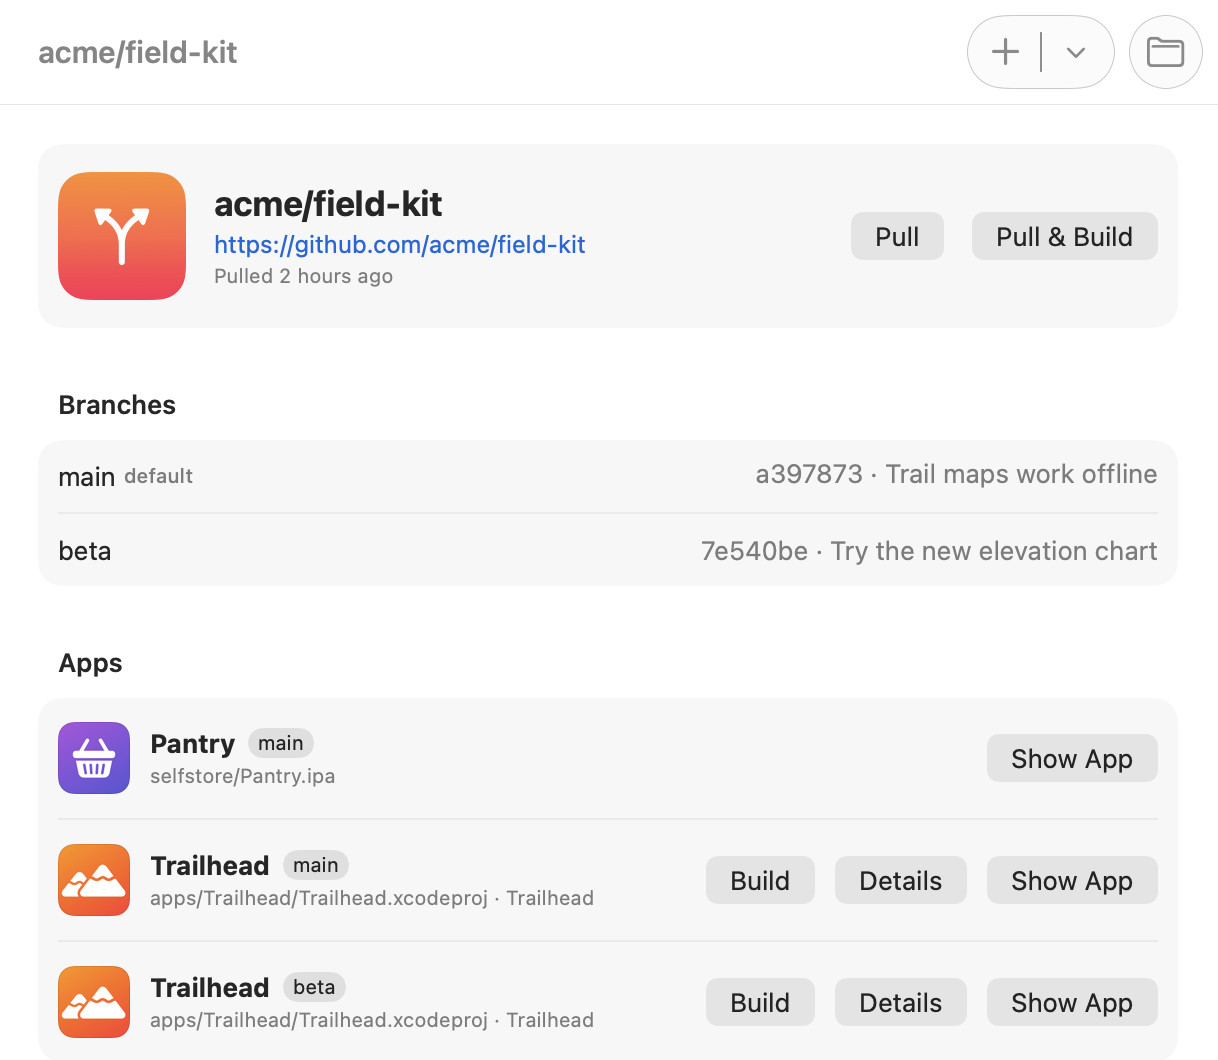 acme/field-kit
acme/field-kit
https://github.com/acme/field-kit
Pulled 2 hours ago
Pull
Pull & Build
Branches
main default
a397873 · Trail maps work offline
beta
7e540be · Try the new elevation chart
Apps
Pantry main
selfstore/Pantry.ipa
Show App
Trailhead main
apps/Trailhead/Trailhead.xcodeproj · Trailhead
Build
Details
Show App
Trailhead beta
apps/Trailhead/Trailhead.xcodeproj · Trailhead
Build
Details
Show App